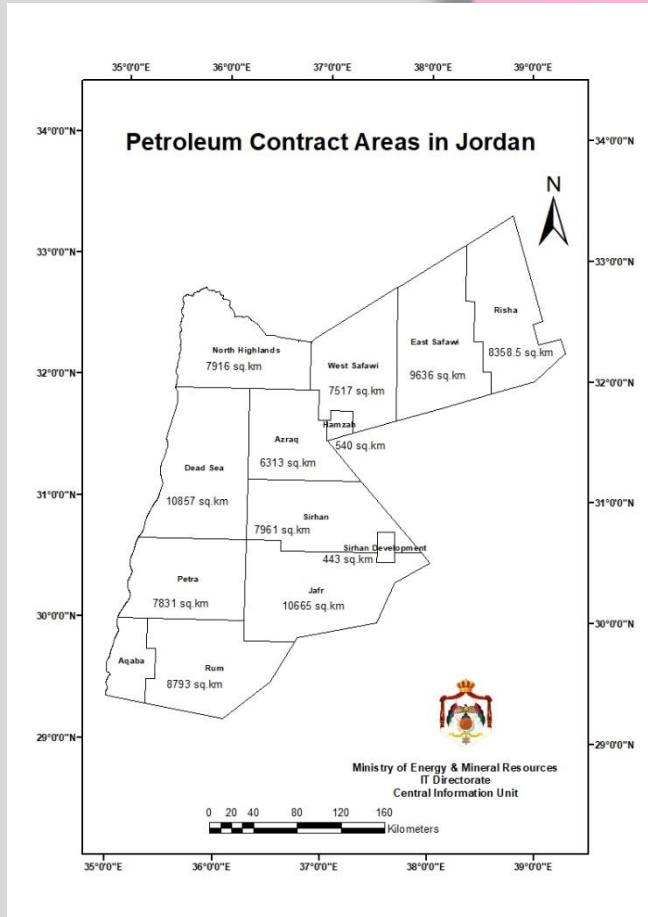 35°0'0"E 36°0'0"E 37°0'0"E 38°0'0"E 39°0'0"E
34°0'0"N 34°0'0"N
Petroleum Contract Areas in Jordan
N
33°0'0"N 33°0'0"N
Risha
8358.5 sq.km
East Safawi
9636 sq.km
North Highlands
7916 sq.km
West Safawi
7517 sq.km
32°0'0"N 32°0'0"N
Hamzah
540 sq.km
Azraq
6313 sq.km
Dead Sea
10857 sq.km
31°0'0"N 31°0'0"N
Sirhan
7961 sq.km
Sirhan Development
443 sq.km
Petra
7831 sq.km
Jafr
10665 sq.km
30°0'0"N 30°0'0"N
Aqaba
Rum
8793 sq.km
29°0'0"N 29°0'0"N
Ministry of Energy & Mineral Resources
IT Directorate
Central Information Unit
0 20 40 80 120 160
Kilometers
35°0'0"E 36°0'0"E 37°0'0"E 38°0'0"E 39°0'0"E